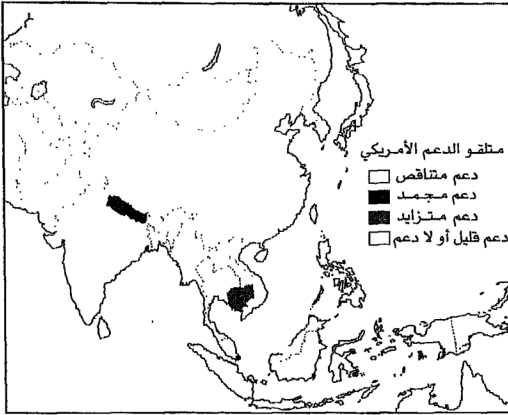 متلقو الدعم الأمريكي
دعم متناقص
دعم مجمد
دعم متزايد
دعم قليل أو لا دعم